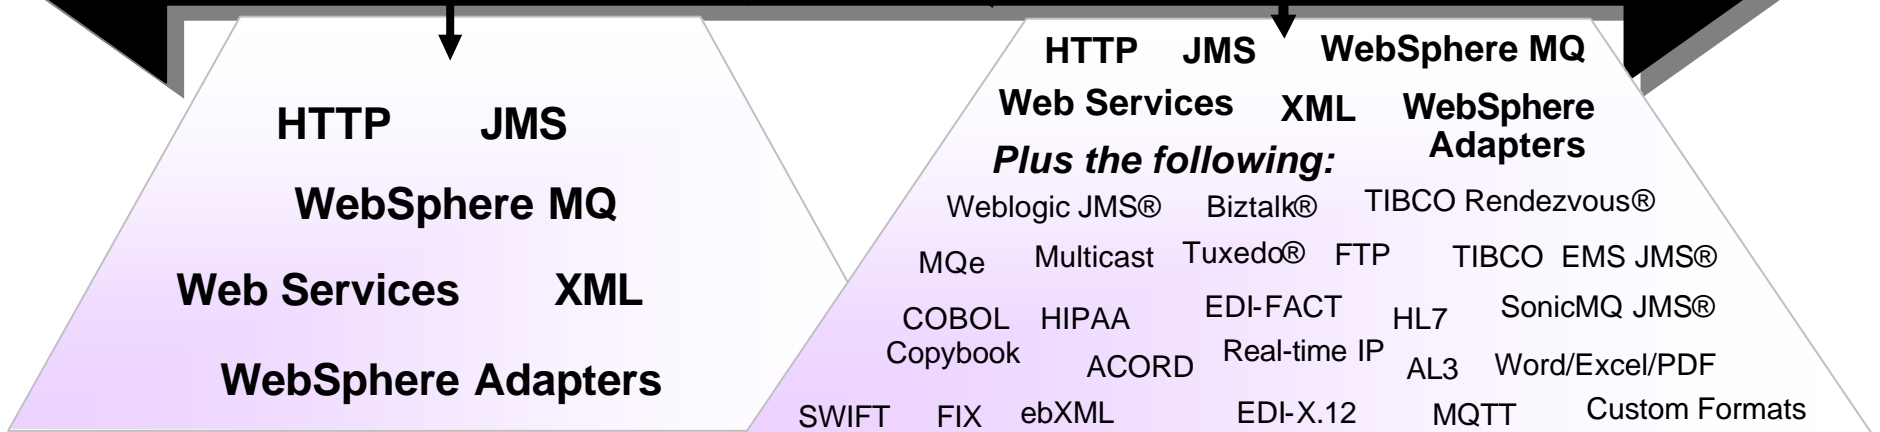 HTTP JMS
WebSphere MQ
Web Services XML
WebSphere Adapters
HTTP JMS WebSphere MQ
Web Services XML WebSphere
Adapters
Plus the following:
Weblogic JMS® Biztalk® TIBCO Rendezvous®
MQe Multicast Tuxedo® FTP TIBCO EMS JMS®
COBOL HIPAA EDI-FACT HL7 SonicMQ JMS®
Copybook ACORD Real-time IP AL3 Word/Excel/PDF
SWIFT FIX ebXML EDI-X.12 MQTT Custom Formats